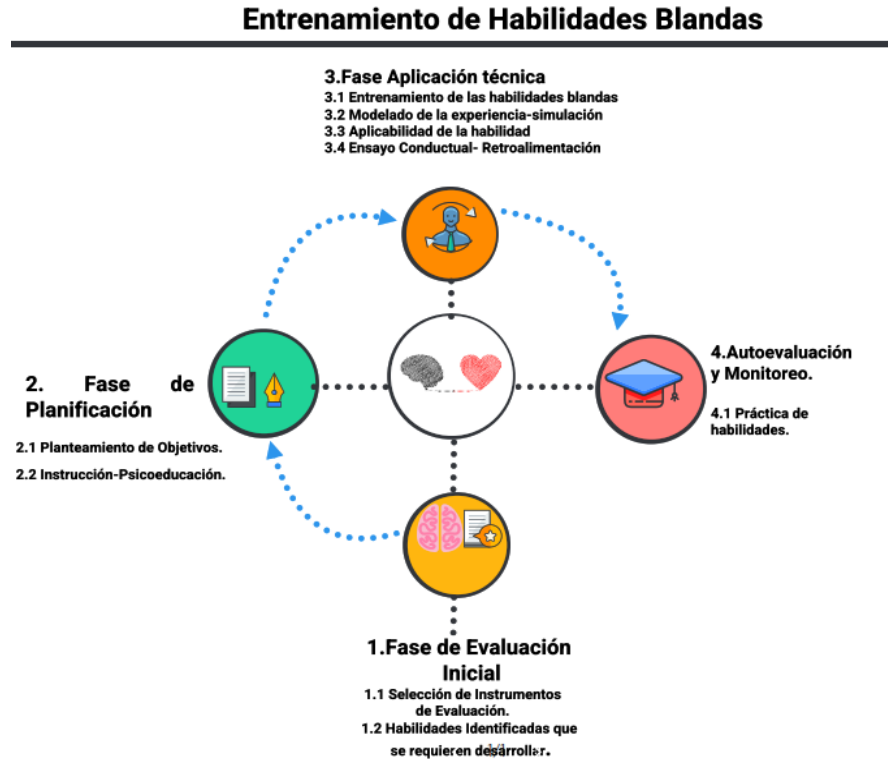 Entrenamiento de Habilidades Blandas
3.Fase Aplicación técnica
3.1 Entrenamiento de las habilidades blandas
3.2 Modelado de la experiencia-simulación
3.3 Aplicabilidad de la habilidad
3.4 Ensayo Conductual- Retroalimentación
4.Autoevaluación
y Monitoreo.
4.1 Práctica de
habilidades.
2. Fase de
Planificación
2.1 Planteamiento de Objetivos.
2.2 Instrucción-Psicoeducación.
1.Fase de Evaluación
Inicial
1.1 Selección de Instrumentos
de Evaluación.
1.2 Habilidades Identificadas que
se requieren desarrollar.